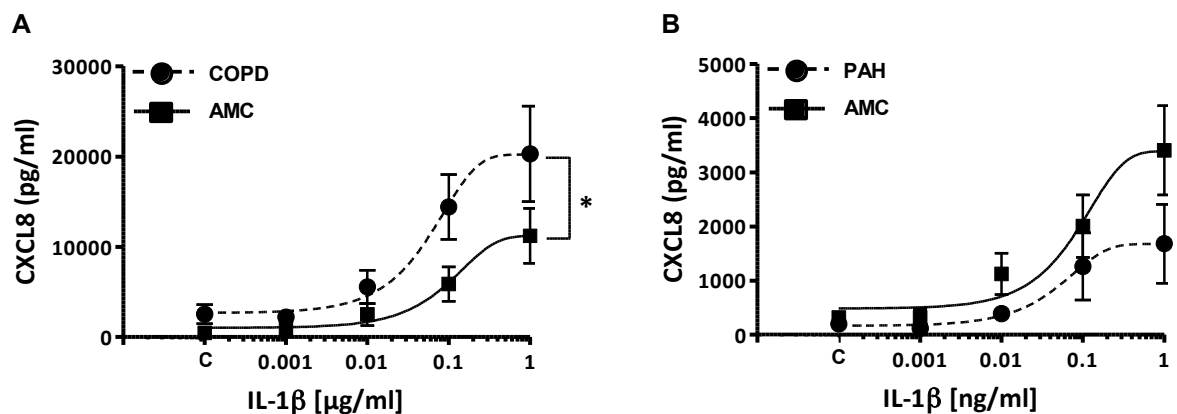 A
30000
20000
10000
0
CXCL8 (pg/ml)
COPD
AMC
*
C 0.001 0.01 0.1 1
IL-1β [μg/ml]
B
5000
4000
3000
2000
1000
0
CXCL8 (pg/ml)
PAH
AMC
C 0.001 0.01 0.1 1
IL-1β [ng/ml]